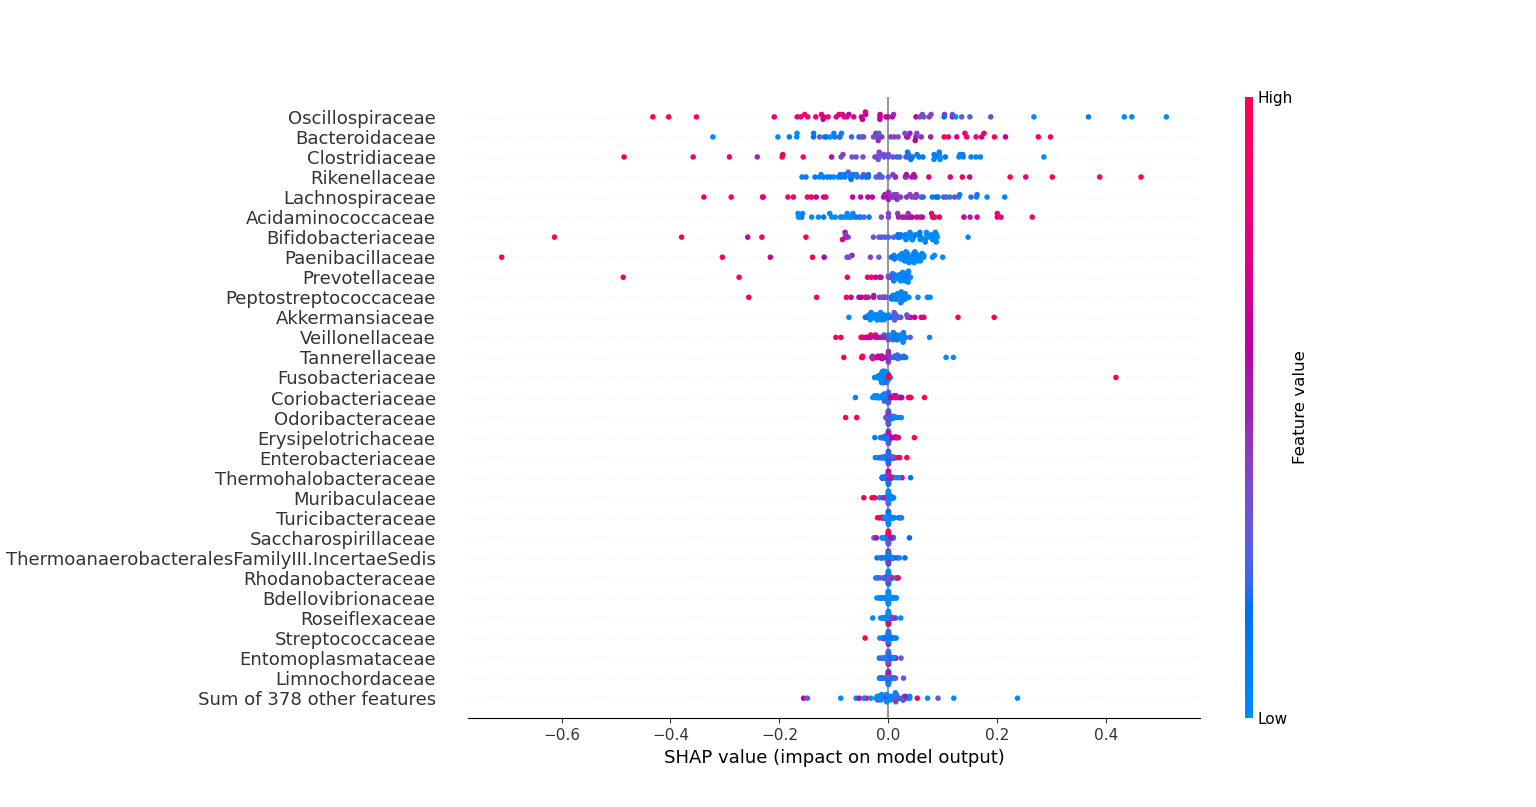 High
Oscillospiraceae
Bacteroidaceae
Clostridiaceae
Rikenellaceae
Lachnospiraceae
Acidaminococcaceae
Bifidobacteriaceae
Paenibacillaceae
Prevotellaceae
Peptostreptococcaceae
Akkermansiaceae
Veillonellaceae
Tannerellaceae
Fusobacteriaceae
Coriobacteriaceae
Odoribacteraceae
Erysipelotrichaceae
Enterobacteriaceae
Thermohalobacteraceae
Muribaculaceae
Turicibacteraceae
Saccharospirillaceae
ThermoanaerobacteralesFamilyIII.IncertaeSedis
Rhodanobacteraceae
Bdellovibrionaceae
Roseiflexaceae
Streptococcaceae
Entomoplasmataceae
Limnochordaceae
Sum of 378 other features
Feature value
Low
−0.6 −0.4 −0.2 0.0 0.2 0.4
SHAP value (impact on model output)